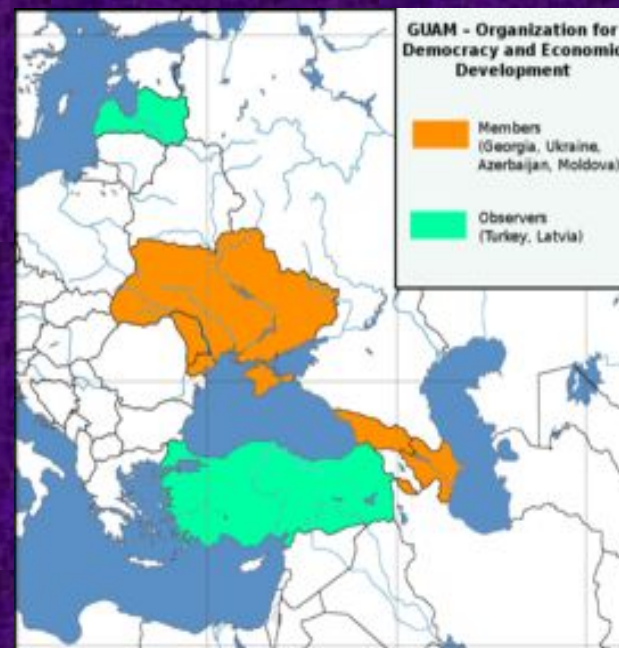 GUAM - Organization for
Democracy and Economic
Development
Members
(Georgia, Ukraine,
Azerbaijan, Moldova)
Observers
(Turkey, Latvia)